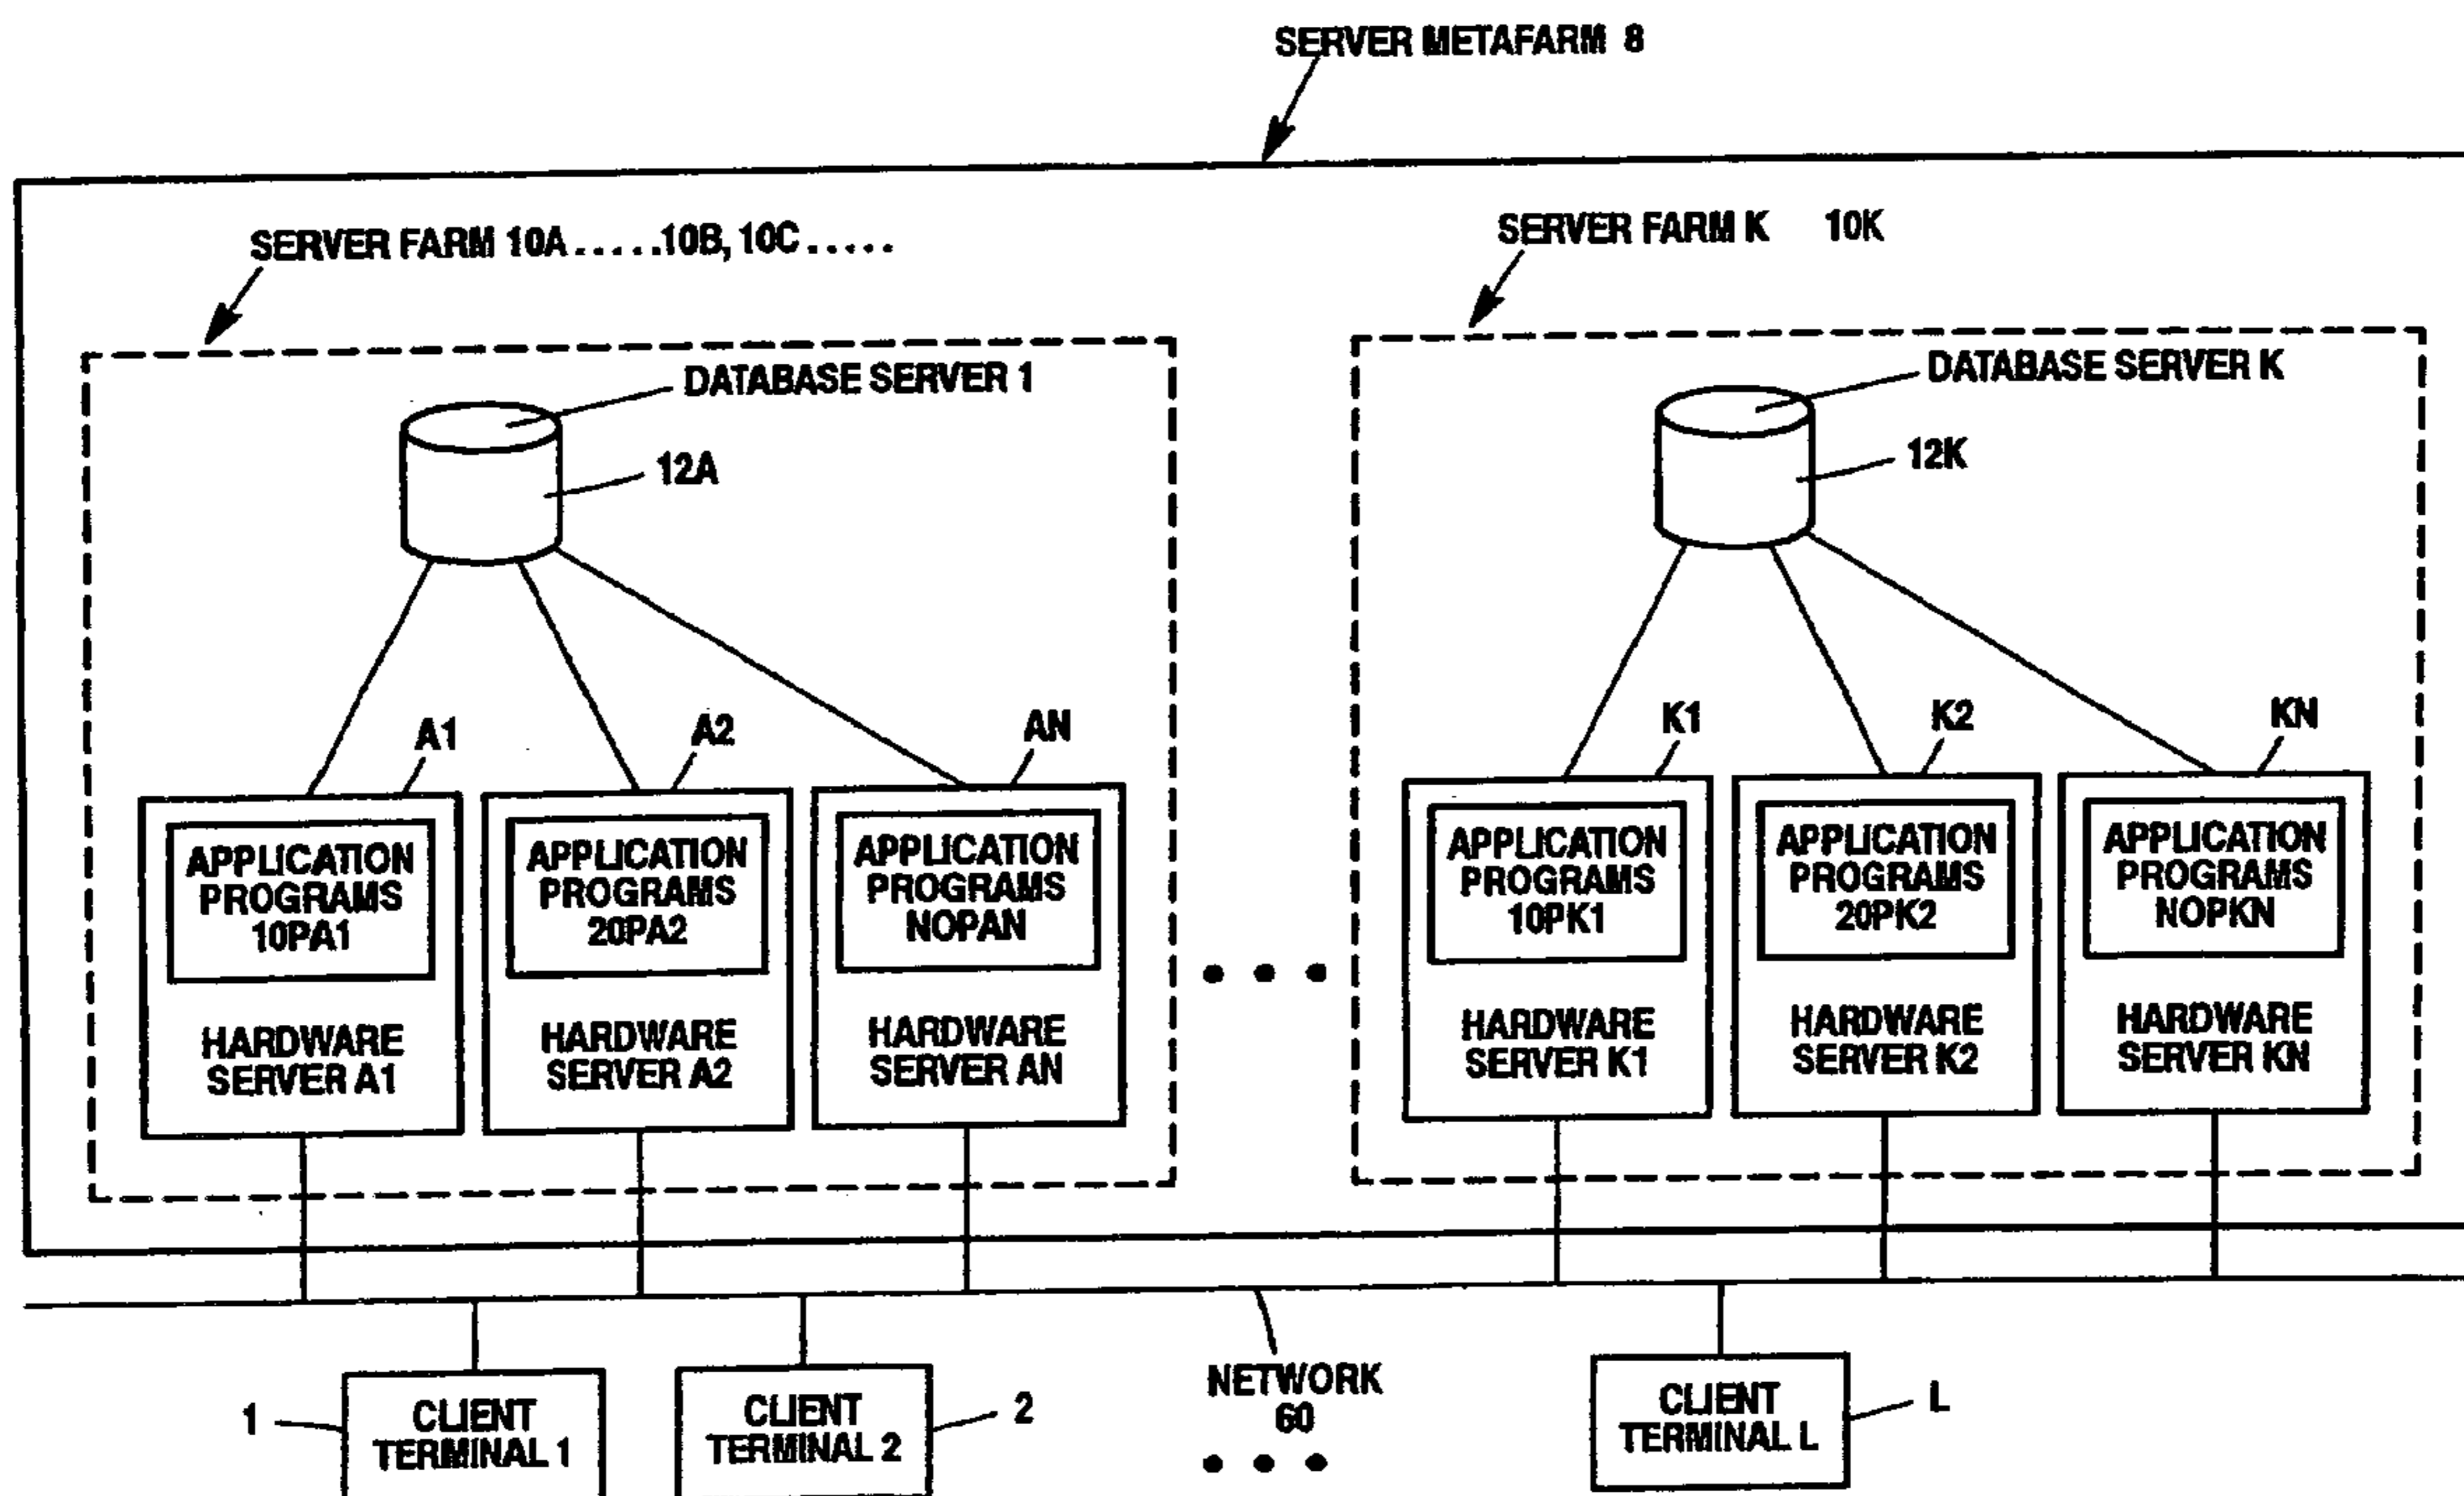 SERVER METAFARM 8
SERVER FARM 10A.....10B, 10C.....
SERVER FARM K 10K
DATABASE SERVER 1
12A
DATABASE SERVER K
12K
A1
A2
AN
K1
K2
KN
APPLICATION
PROGRAMS
10PA1
HARDWARE
SERVER A1
APPLICATION
PROGRAMS
20PA2
HARDWARE
SERVER A2
APPLICATION
PROGRAMS
NOPAN
HARDWARE
SERVER AN
APPLICATION
PROGRAMS
10PK1
HARDWARE
SERVER K1
APPLICATION
PROGRAMS
20PK2
HARDWARE
SERVER K2
APPLICATION
PROGRAMS
NOPKN
HARDWARE
SERVER KN
1
CLIENT
TERMINAL 1
CLIENT
TERMINAL 2
2
NETWORK
60
CLIENT
TERMINAL L
L